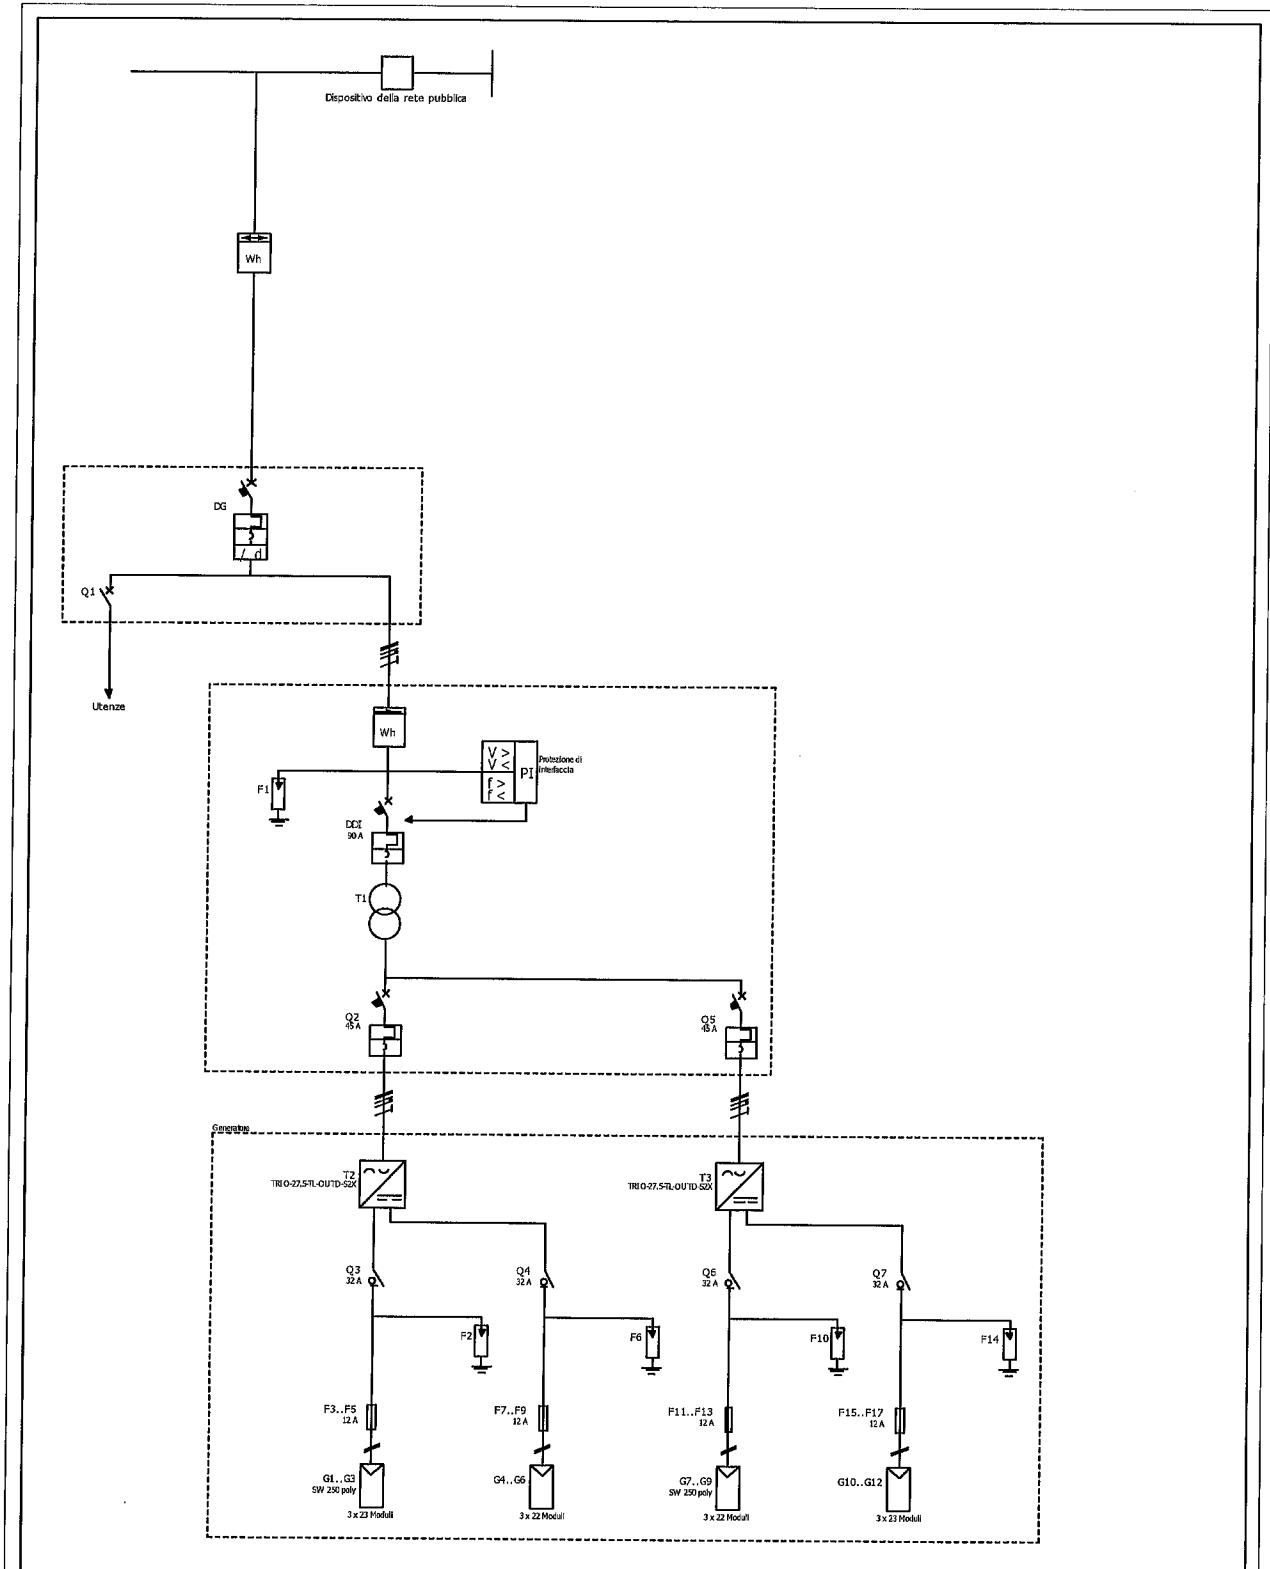 Dispositivo della rete pubblica
Wh
DG
/ d
Q1
Utenze
Wh
V >
V <
f >
f <
PI
Protezione di
interfaccia
F1
DDI
90 A
T1
Q2
45 A
Q5
45 A
Generatore
T2
TRIO-27.5-TL-OUTD-S2X
T3
TRIO-27.5-TL-OUTD-S2X
Q3
32 A
Q4
32 A
Q6
32 A
Q7
32 A
F2
F6
F10
F14
F3..F5
12 A
F7..F9
12 A
F11..F13
12 A
F15..F17
12 A
G1..G3
SW 250 poly
G4..G6
G7..G9
SW 250 poly
G10..G12
3 x 23 Moduli
3 x 22 Moduli
3 x 22 Moduli
3 x 23 Moduli